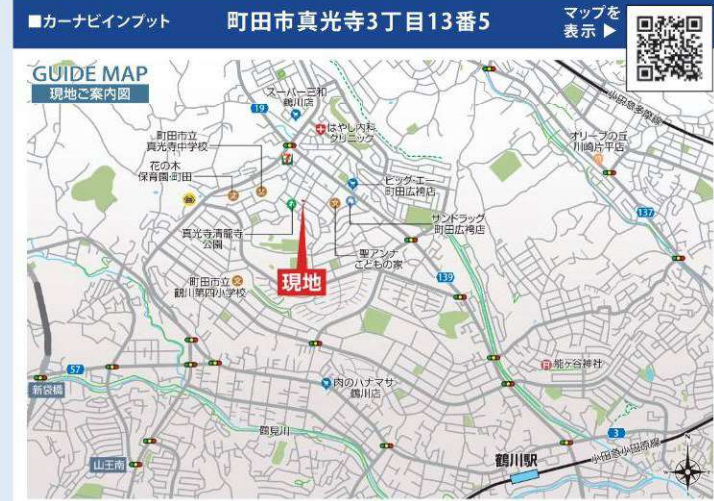 ■カーナビインプット
町田市真光寺3丁目13番5
マップを
表示 ▶
GUIDE MAP
現地ご案内図
スーパー三和
鶴川店
19
はやし内科
クリニック
小田急多摩線
オリーブの丘
川崎片平店
町田市立
真光寺中学校
花の木
保育園・町田
ビッグ・エー
町田広袴店
137
真光寺清龍寺
公園
サンドラッグ
町田広袴店
聖アンナ
こどもの家
現地
139
町田市立
鶴川第四小学校
57
新袋橋
肉のハナマサ
鶴川店
熊ヶ谷神社
鶴見川
3
山王南
鶴川駅
小田急小田原線